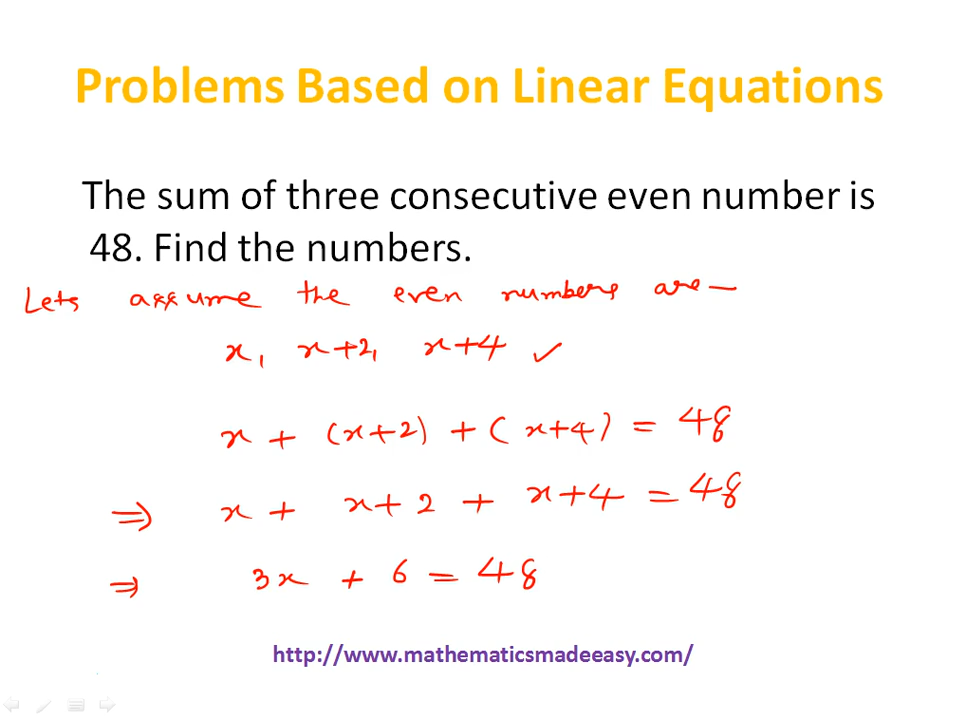 Problems Based on Linear Equations
The sum of three consecutive even number is
48. Find the numbers.
Lets assume the even numbers are —
x, x+2, x+4 ✓
x + (x+2) + (x+4) = 48
⇒ x + x+2 + x+4 = 48
⇒ 3x + 6 = 48
http://www.mathematicsmadeeasy.com/